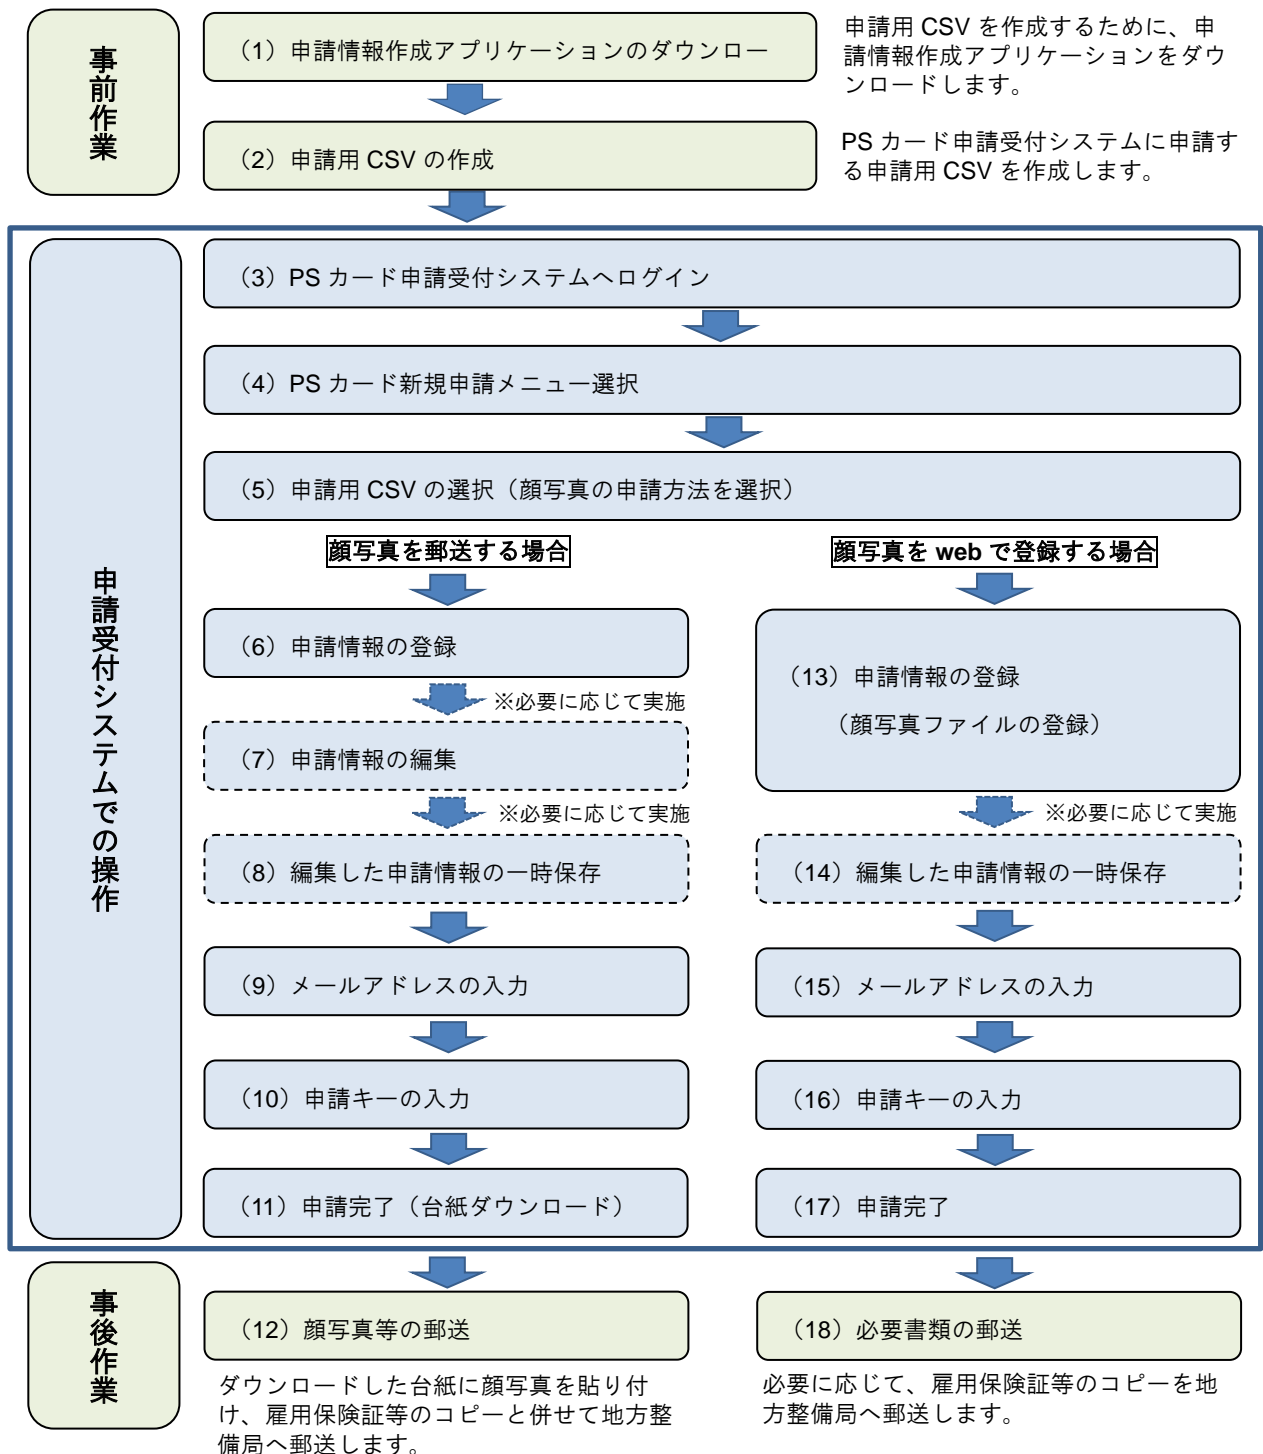 事前作業
（1）申請情報作成アプリケーションのダウンロー
申請用 CSV を作成するために、申
請情報作成アプリケーションをダウ
ンロードします。
（2）申請用 CSV の作成
PS カード申請受付システムに申請す
る申請用 CSV を作成します。
申請受付システムでの操作
（3）PS カード申請受付システムへログイン
（4）PS カード新規申請メニュー選択
（5）申請用 CSV の選択（顔写真の申請方法を選択）
顔写真を郵送する場合
（6）申請情報の登録
※必要に応じて実施
（7）申請情報の編集
※必要に応じて実施
（8）編集した申請情報の一時保存
（9）メールアドレスの入力
（10）申請キーの入力
（11）申請完了（台紙ダウンロード）
顔写真を web で登録する場合
（13）申請情報の登録
（顔写真ファイルの登録）
※必要に応じて実施
（14）編集した申請情報の一時保存
（15）メールアドレスの入力
（16）申請キーの入力
（17）申請完了
事後作業
（12）顔写真等の郵送
ダウンロードした台紙に顔写真を貼り付
け、雇用保険証等のコピーと併せて地方整
備局へ郵送します。
（18）必要書類の郵送
必要に応じて、雇用保険証等のコピーを地
方整備局へ郵送します。